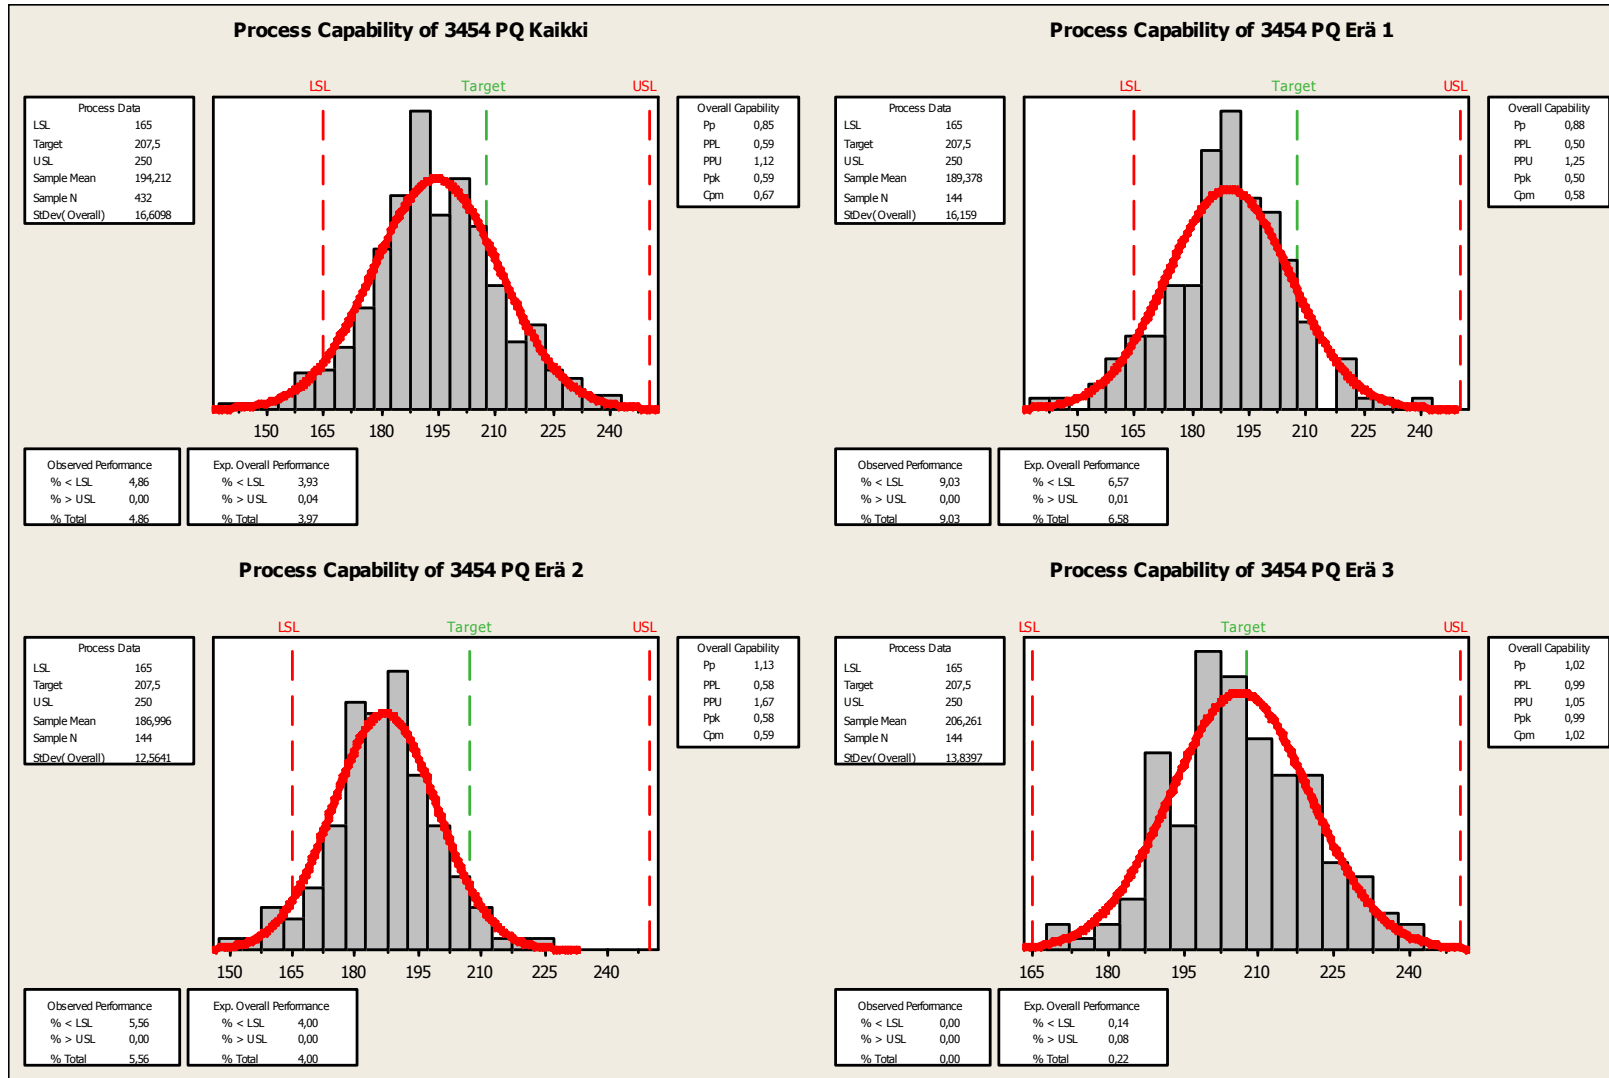 Process Capability of 3454 PQ Kaikki
LSL Target USL
Process Data
LSL 165
Target 207,5
USL 250
Sample Mean 194,212
Sample N 432
StDev(Overall) 16,6098
Overall Capability
Pp 0,85
PPL 0,59
PPU 1,12
Ppk 0,59
Cpm 0,67
150 165 180 195 210 225 240
Observed Performance
% < LSL 4,86
% > USL 0,00
% Total 4,86
Exp. Overall Performance
% < LSL 3,93
% > USL 0,04
% Total 3,97
Process Capability of 3454 PQ Erä 1
LSL Target USL
Process Data
LSL 165
Target 207,5
USL 250
Sample Mean 189,378
Sample N 144
StDev(Overall) 16,159
Overall Capability
Pp 0,88
PPL 0,50
PPU 1,25
Ppk 0,50
Cpm 0,58
150 165 180 195 210 225 240
Observed Performance
% < LSL 9,03
% > USL 0,00
% Total 9,03
Exp. Overall Performance
% < LSL 6,57
% > USL 0,01
% Total 6,58
Process Capability of 3454 PQ Erä 2
LSL Target USL
Process Data
LSL 165
Target 207,5
USL 250
Sample Mean 186,996
Sample N 144
StDev(Overall) 12,5641
Overall Capability
Pp 1,13
PPL 0,58
PPU 1,67
Ppk 0,58
Cpm 0,59
150 165 180 195 210 225 240
Observed Performance
% < LSL 5,56
% > USL 0,00
% Total 5,56
Exp. Overall Performance
% < LSL 4,00
% > USL 0,00
% Total 4,00
Process Capability of 3454 PQ Erä 3
LSL Target USL
Process Data
LSL 165
Target 207,5
USL 250
Sample Mean 206,261
Sample N 144
StDev(Overall) 13,8397
Overall Capability
Pp 1,02
PPL 0,99
PPU 1,05
Ppk 0,99
Cpm 1,02
165 180 195 210 225 240
Observed Performance
% < LSL 0,00
% > USL 0,00
% Total 0,00
Exp. Overall Performance
% < LSL 0,14
% > USL 0,08
% Total 0,22